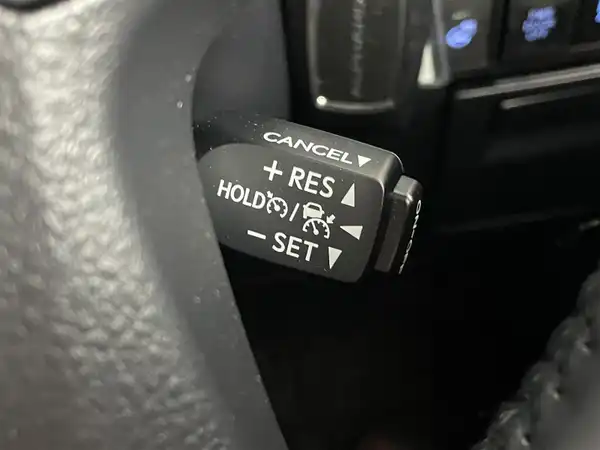 CANCEL▼
+ RES ▲
HOLD / ◀
− SET ▼